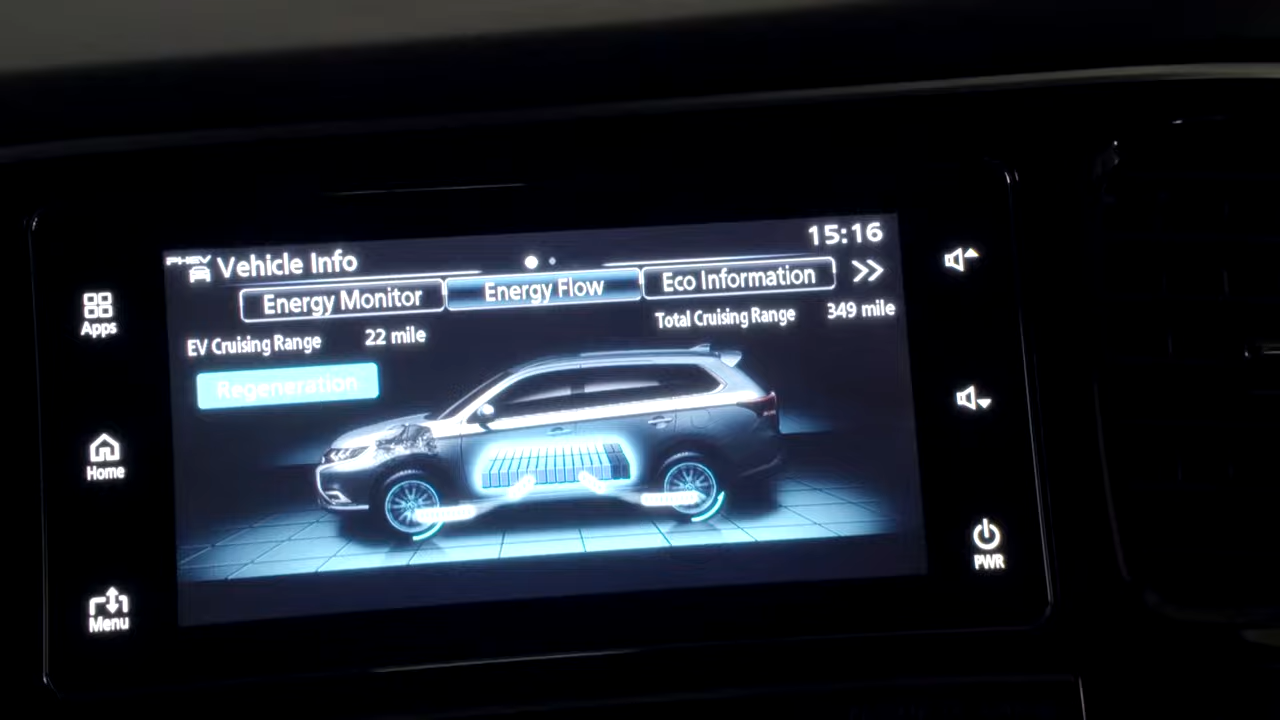 15:16
PHEV
Vehicle Info
Energy Monitor
Energy Flow
Eco Information
EV Cruising Range 22 mile
Total Cruising Range 349 mile
Regeneration
Apps
Home
Menu
PWR